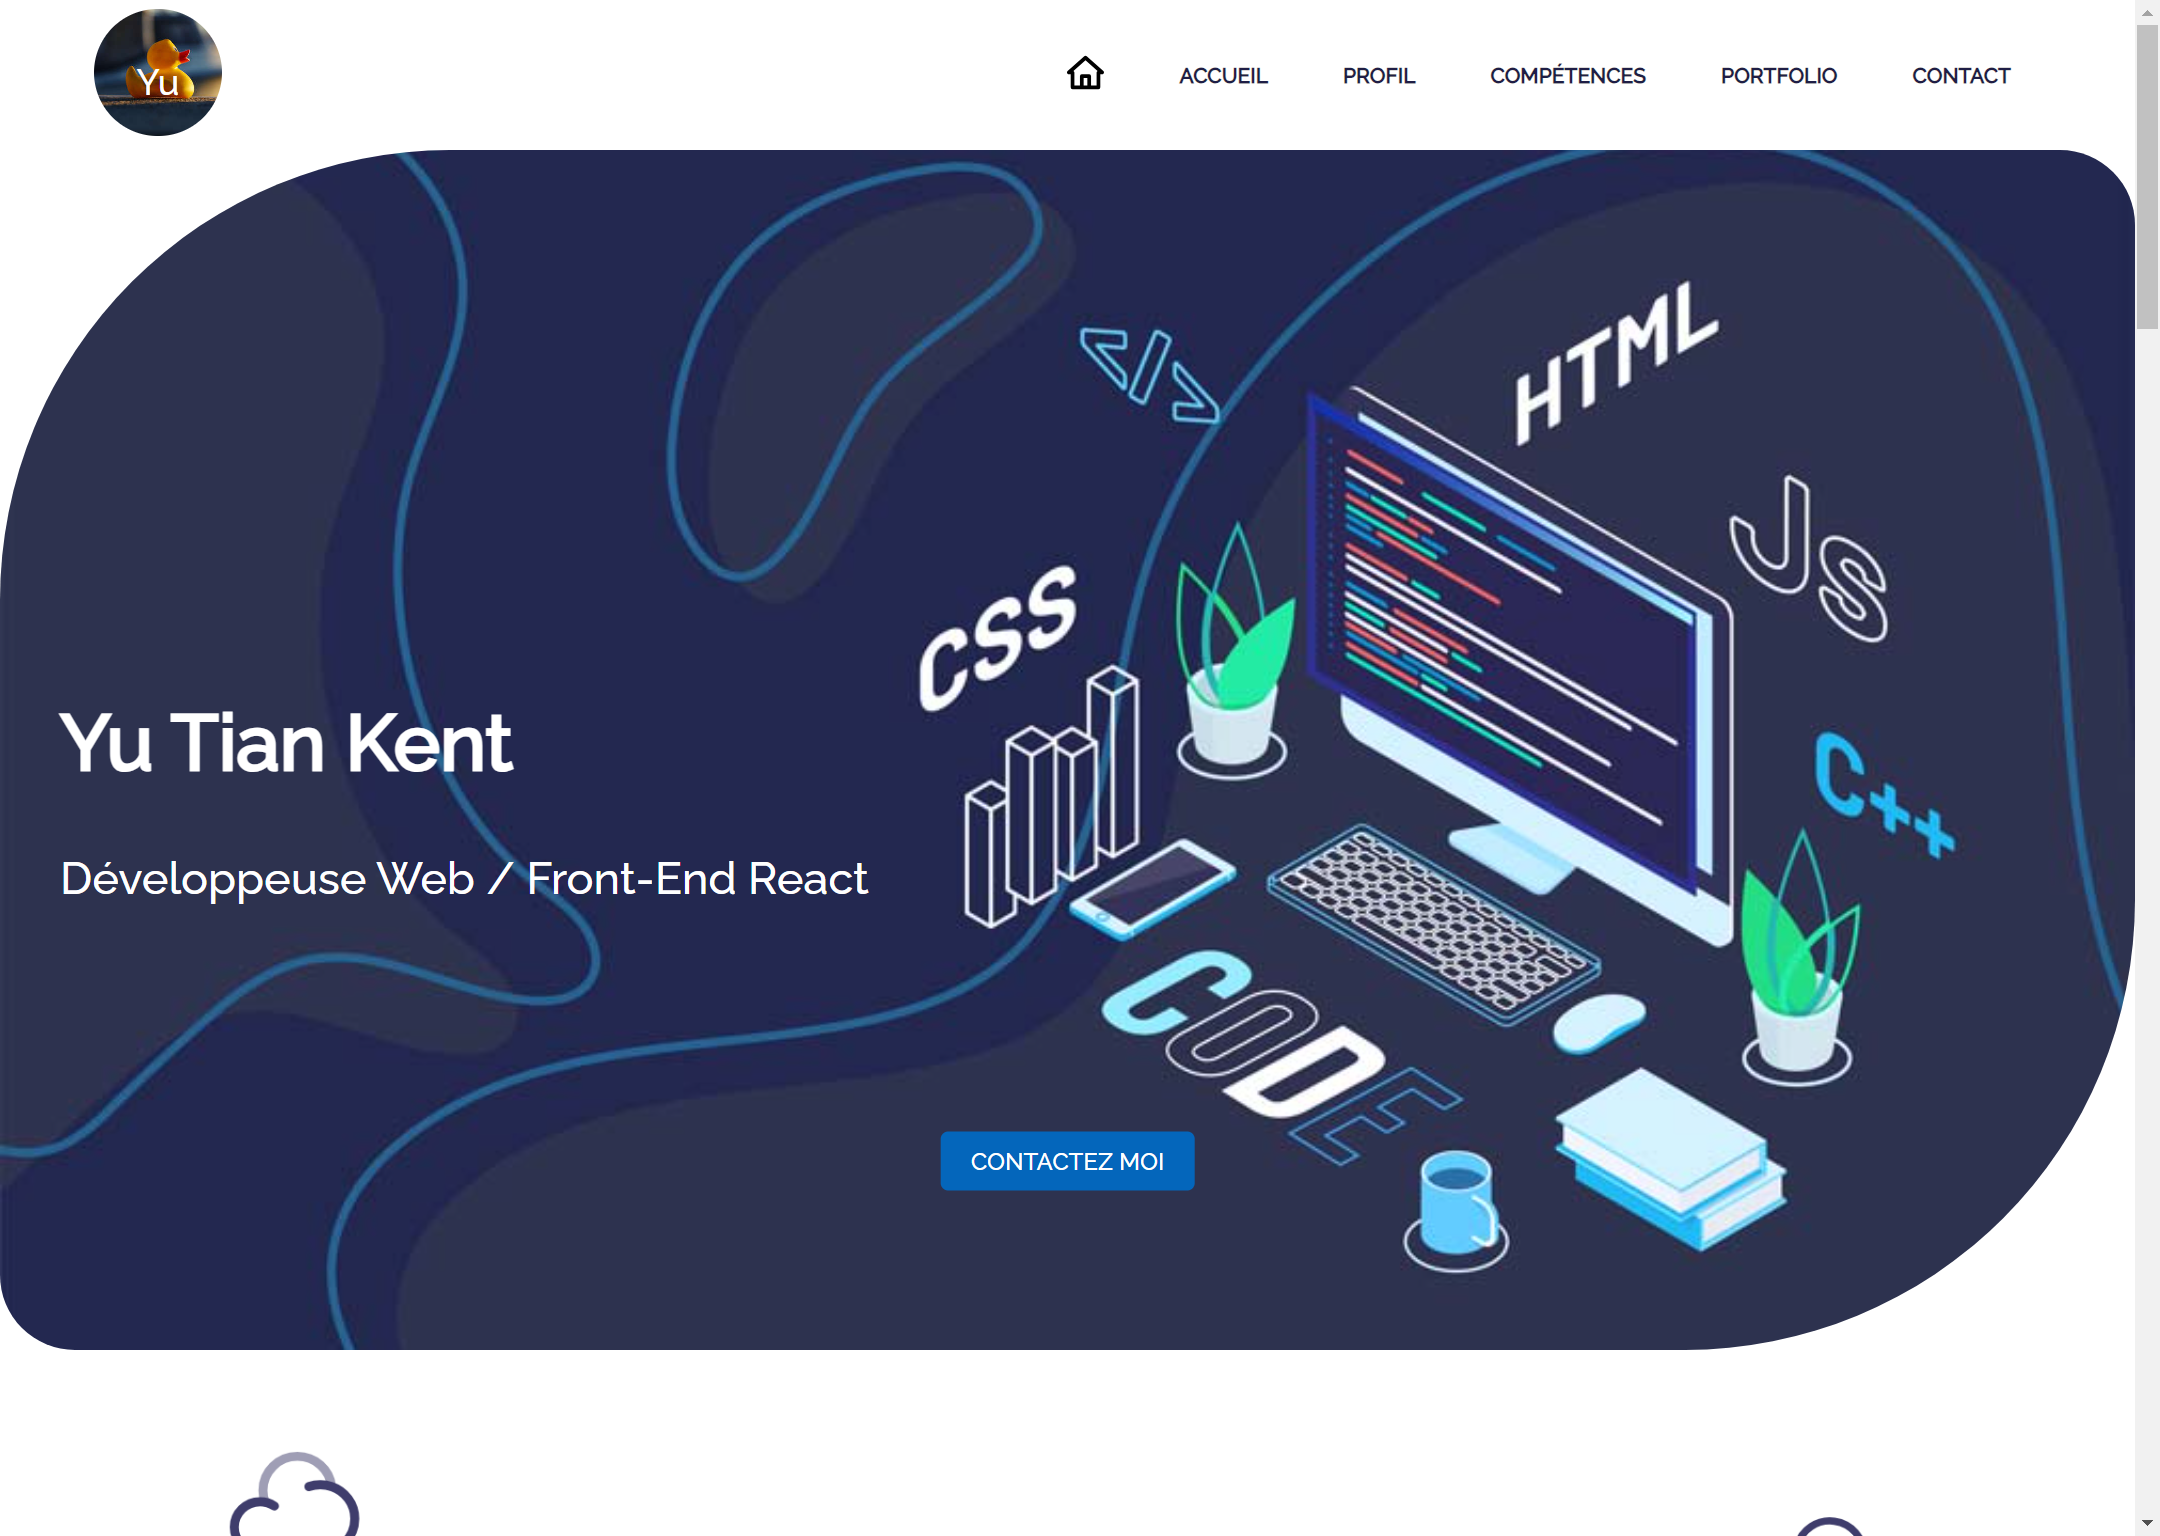 Yu
ACCUEIL
PROFIL
COMPÉTENCES
PORTFOLIO
CONTACT
</>
HTML
JS
CSS
Yu Tian Kent
C++
Développeuse Web / Front-End React
CODE
CONTACTEZ MOI